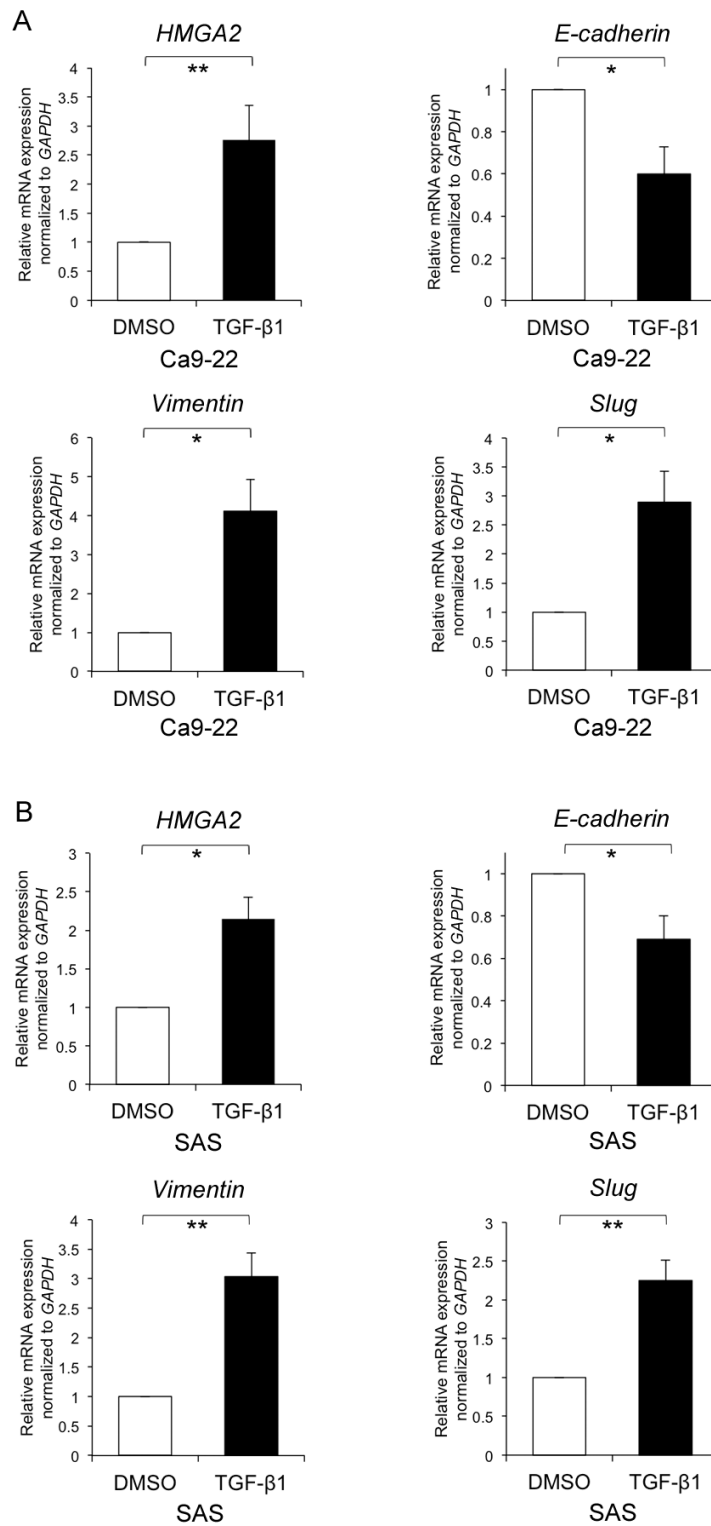 A
HMGA2
**
Relative mRNA expression
normalized to GAPDH
4
3.5
3
2.5
2
1.5
1
0.5
0
DMSO TGF-β1
Ca9-22
E-cadherin
*
Relative mRNA expression
normalized to GAPDH
1
0.8
0.6
0.4
0.2
0
DMSO TGF-β1
Ca9-22
Vimentin
*
Relative mRNA expression
normalized to GAPDH
6
5
4
3
2
1
0
DMSO TGF-β1
Ca9-22
Slug
*
Relative mRNA expression
normalized to GAPDH
4
3.5
3
2.5
2
1.5
1
0.5
0
DMSO TGF-β1
Ca9-22
B
HMGA2
*
Relative mRNA expression
normalized to GAPDH
3
2.5
2
1.5
1
0.5
0
DMSO TGF-β1
SAS
E-cadherin
*
Relative mRNA expression
normalized to GAPDH
1
0.8
0.6
0.4
0.2
0
DMSO TGF-β1
SAS
Vimentin
**
Relative mRNA expression
normalized to GAPDH
4
3.5
3
2.5
2
1.5
1
0.5
0
DMSO TGF-β1
SAS
Slug
**
Relative mRNA expression
normalized to GAPDH
3
2.5
2
1.5
1
0.5
0
DMSO TGF-β1
SAS